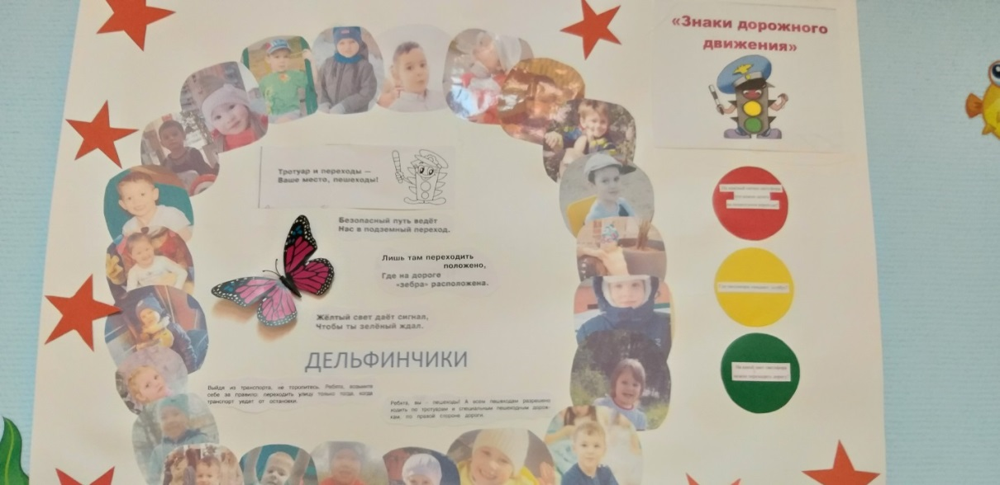 «Знаки дорожного
движения»
Тротуар и переходы —
Ваше место, пешеходы!
Безопасный путь ведёт
Нас в подземный переход.
Лишь там переходить
положено,
Где на дороге
«зебра» расположена.
Жёлтый свет даёт сигнал,
Чтобы ты зелёный ждал.
ДЕЛЬФИНЧИКИ
Выйдя из транспорта, не торопитесь. Ребята, возьмите
себе за правило: переходить улицу только тогда, когда
транспорт уедет от остановки.
Ребята, вы - пешеходы! А всем пешеходам разрешено
ходить по тротуарам и специальным пешеходным дорож-
кам, по правой стороне дороги.